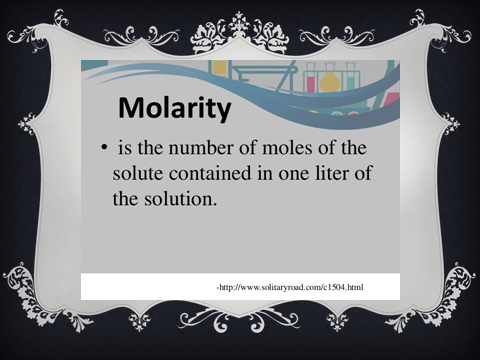 Molarity
• is the number of moles of the
solute contained in one liter of
the solution.
-http://www.solitaryroad.com/c1504.html